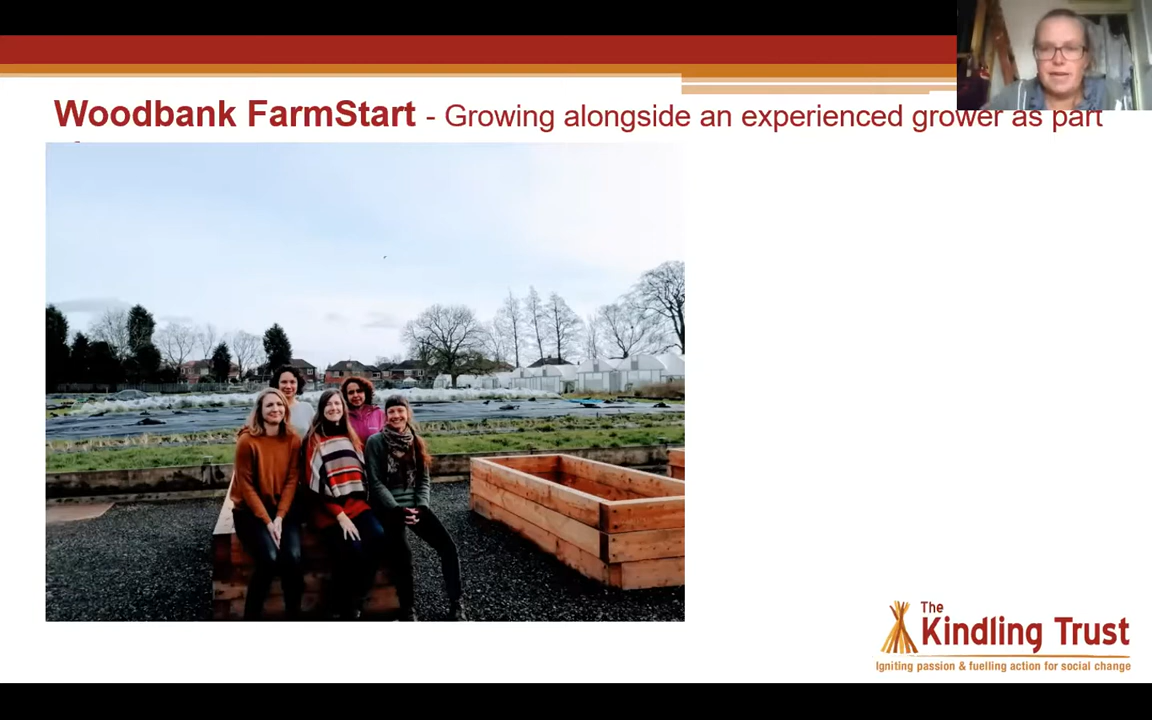 Woodbank FarmStart - Growing alongside an experienced grower as part
The
Kindling Trust
Igniting passion & fuelling action for social change